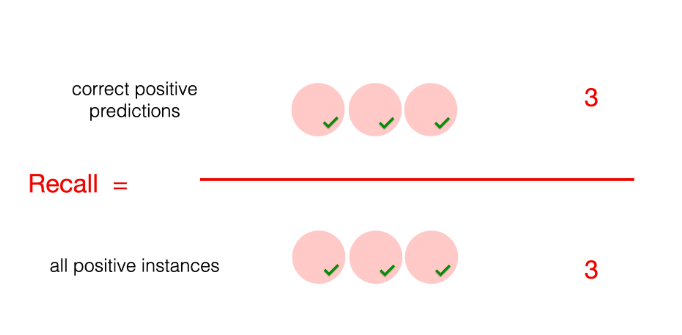 correct positive
predictions
3
Recall =
all positive instances
3